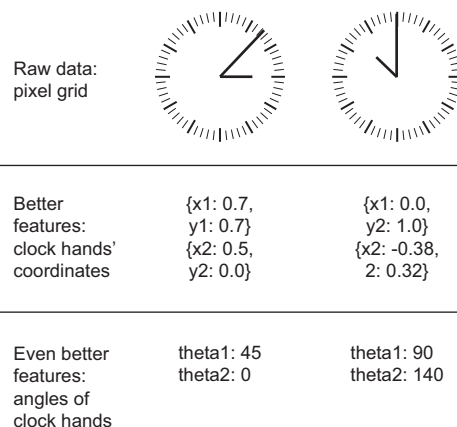 Raw data:
pixel grid
Better
features:
clock hands'
coordinates
{x1: 0.7,
y1: 0.7}
{x2: 0.5,
y2: 0.0}
{x1: 0.0,
y2: 1.0}
{x2: -0.38,
2: 0.32}
Even better
features:
angles of
clock hands
theta1: 45
theta2: 0
theta1: 90
theta2: 140